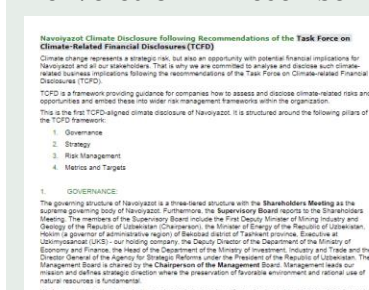 Navoiyazot Climate Disclosure following Recommendations of the Task Force on
Climate-Related Financial Disclosures (TCFD)
Climate change represents a strategic risk, but also an opportunity with potential financial implications for
Navoiyazot and all our stakeholders. That is why we are committed to analyse and disclose such climate-
related business implications following the recommendations of the Task Force on Climate-related Financial
Disclosures (TCFD).
TCFD is a framework providing guidance for companies how to assess and disclose climate-related risks and
opportunities and embed these into wider risk management frameworks within the organization.
This is the first TCFD-aligned climate disclosure of Navoiyazot. It is structured around the following pillars of
the TCFD framework:
1. Governance
2. Strategy
3. Risk Management
4. Metrics and Targets
1. GOVERNANCE:
The governing structure of Navoiyazot is a three-tiered structure with the Shareholders Meeting as the
supreme governing body of Navoiyazot. Furthermore, the Supervisory Board reports to the Shareholders
Meeting. The members of the Supervisory Board include the First Deputy Minister of Mining Industry and
Geology of the Republic of Uzbekistan (Chairperson), the Minister of Energy of the Republic of Uzbekistan,
Hokim (a governor of administrative region) of Bekobad district of Tashkent province, Executive at
Uzkimyosanoat (UKS) - our holding company, the Deputy Director of the Department of the Ministry of
Economy and Finance, the Head of the Department of the Ministry of Investment, Industry and Trade and the
Director General of the Agency for Strategic Reforms under the President of the Republic of Uzbekistan. The
Management Board is chaired by the Chairperson of the Management Board. Management leads our
mission and defines strategic direction where the preservation of favorable environment and rational use of
natural resources is fundamental.